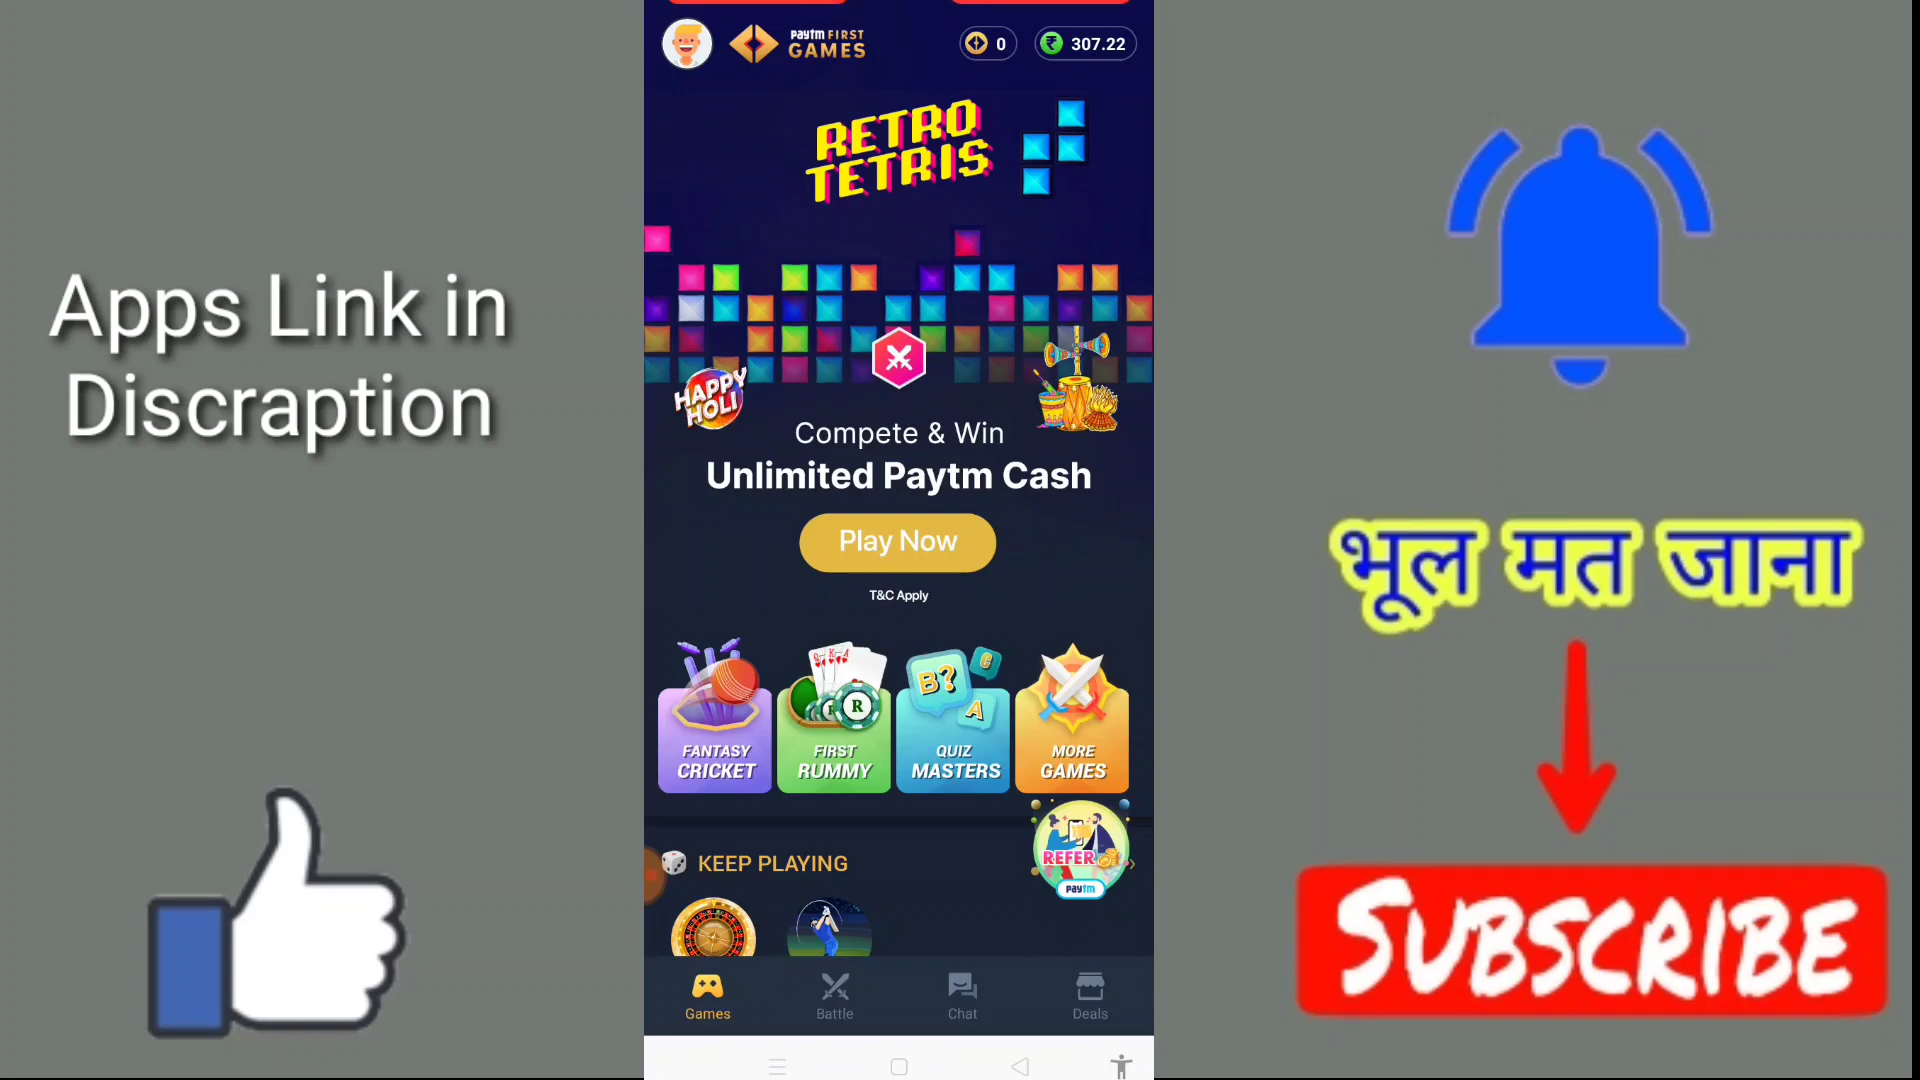 Apps Link in
Discraption
Paytm FIRST
GAMES
0
307.22
RETRO
TETRIS
HAPPY
HOLI
Compete & Win
Unlimited Paytm Cash
Play Now
T&C Apply
Q K A
R
B?
C
A
FANTASY
CRICKET
FIRST
RUMMY
QUIZ
MASTERS
MORE
GAMES
KEEP PLAYING
REFER
Paytm
Games
Battle
Chat
Deals
भूल मत जाना
SUBSCRIBE